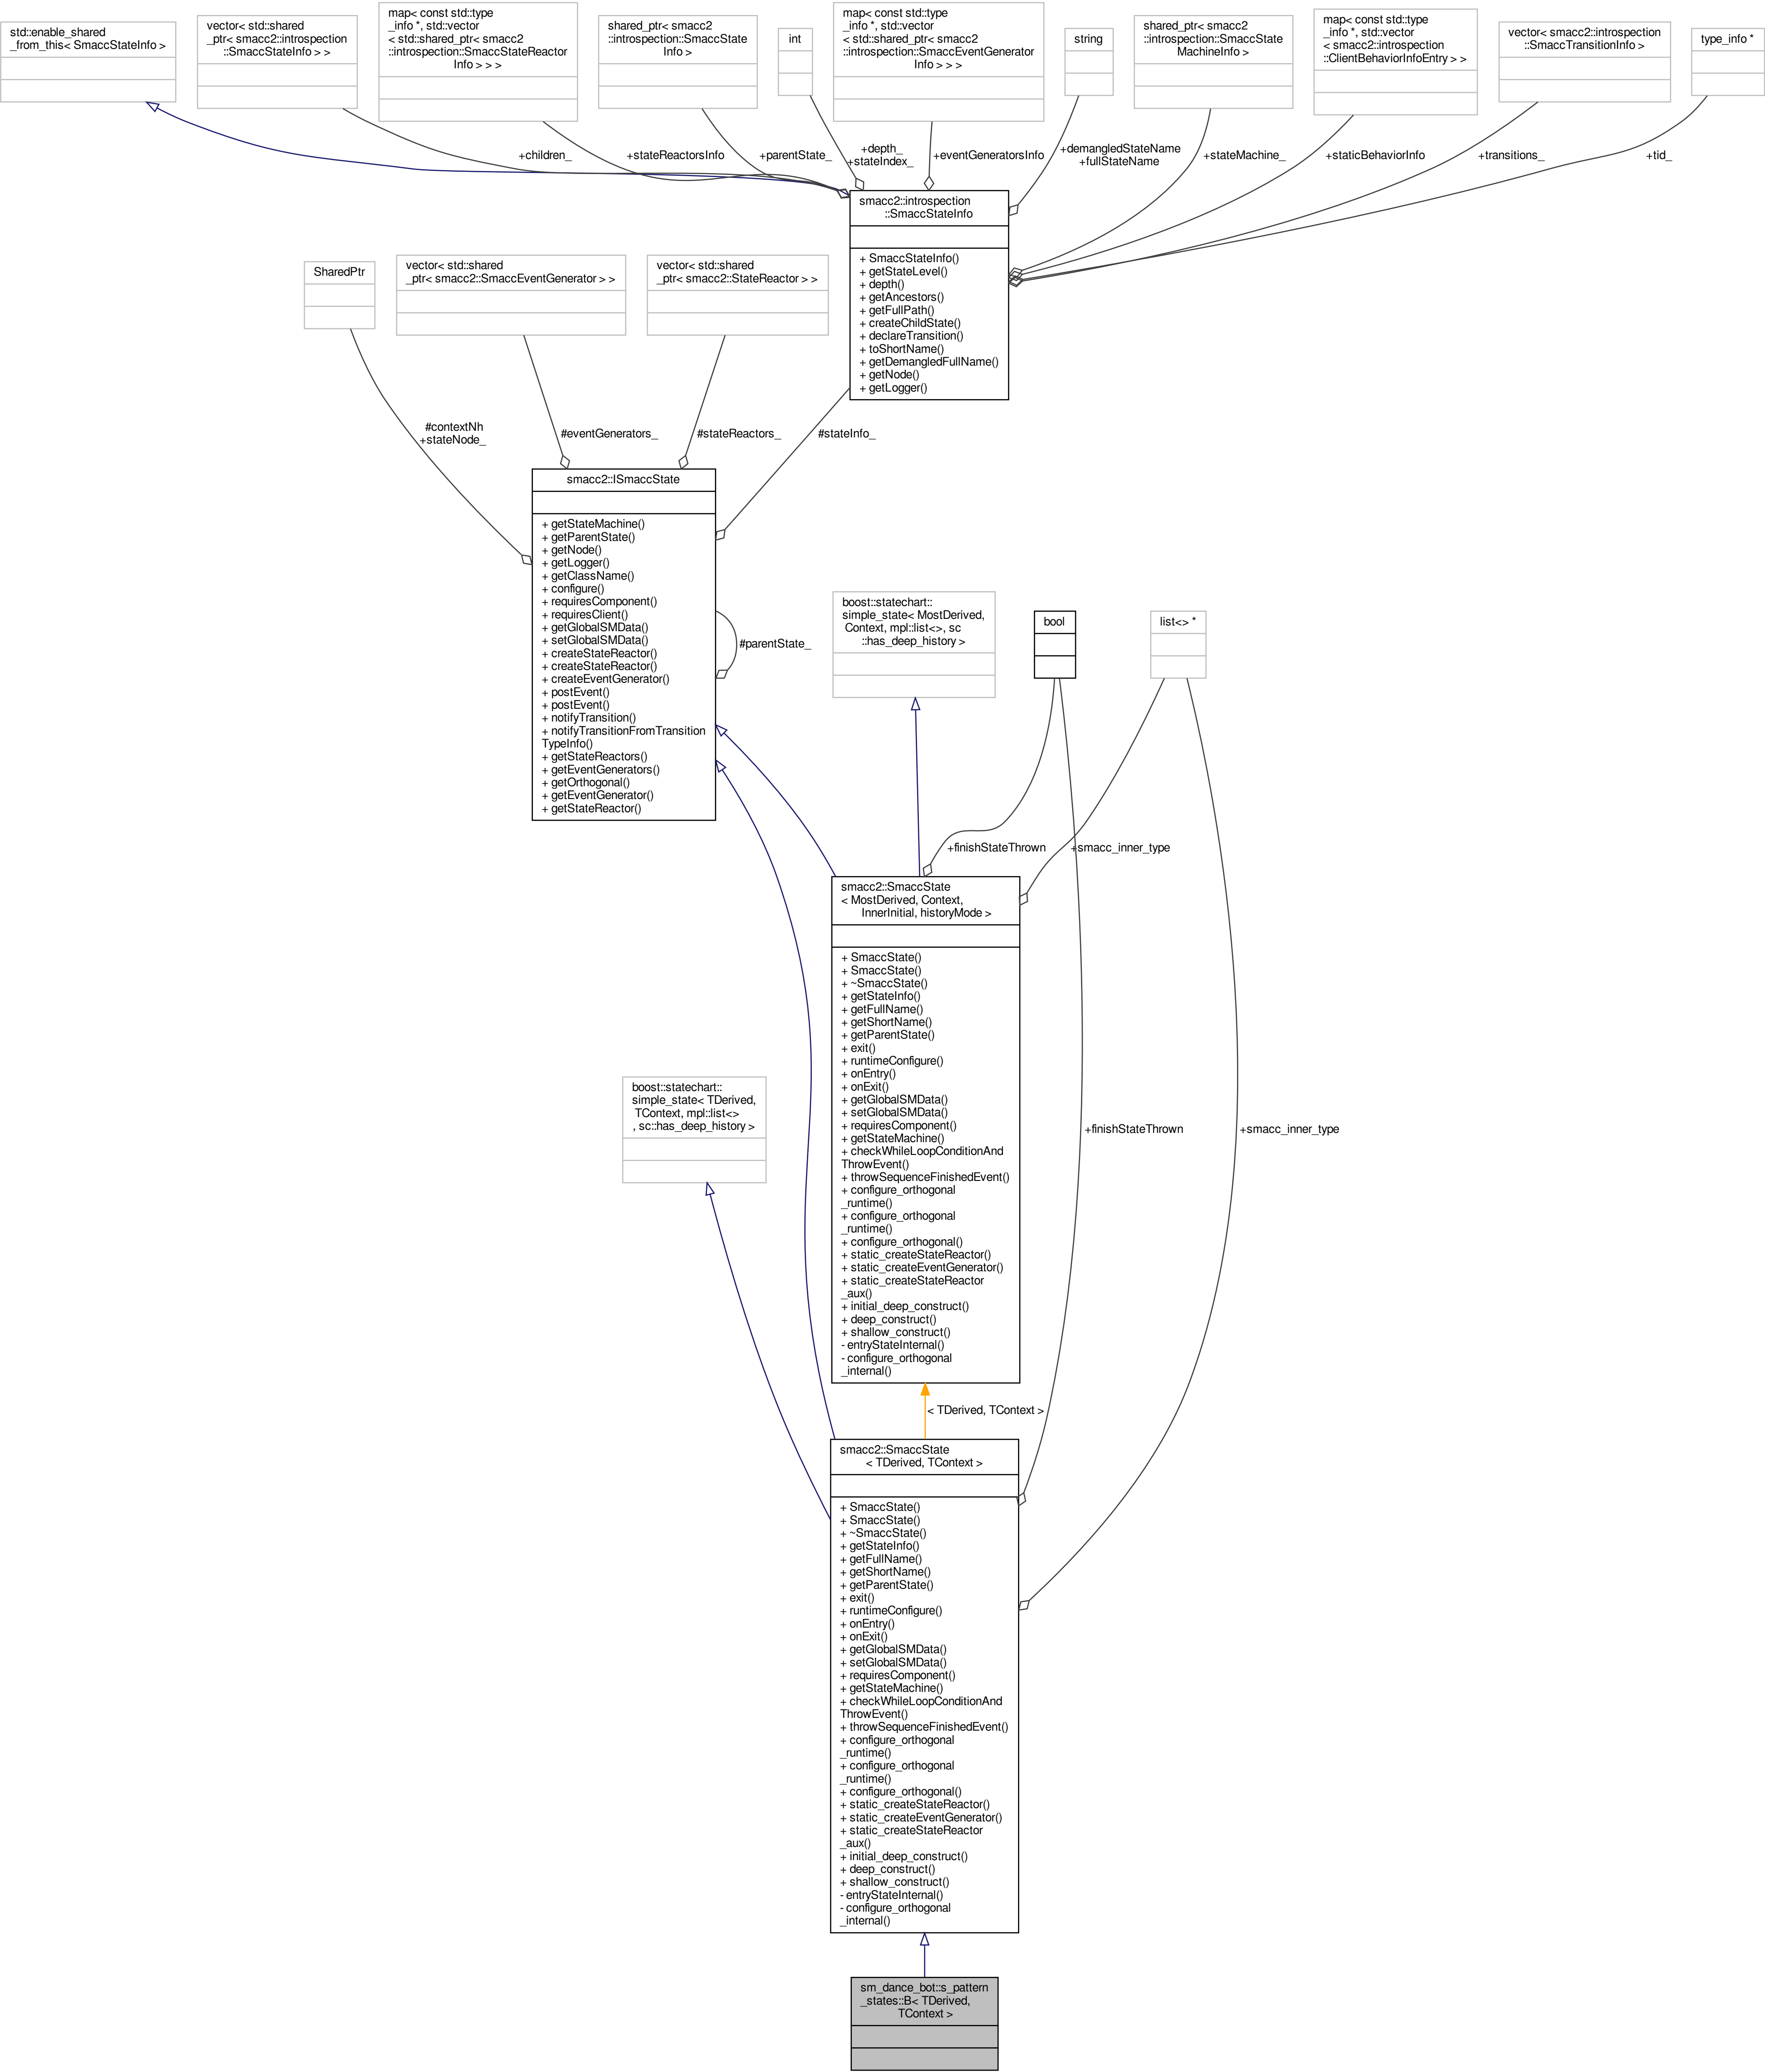 std::enable_shared
_from_this< SmaccStateInfo >
vector< std::shared
_ptr< smacc2::introspection
::SmaccStateInfo > >
map< const std::type
_info *, std::vector
< std::shared_ptr< smacc2
::introspection::SmaccStateReactor
Info > > >
shared_ptr< smacc2
::introspection::SmaccState
Info >
int
map< const std::type
_info *, std::vector
< std::shared_ptr< smacc2
::introspection::SmaccEventGenerator
Info > > >
string
shared_ptr< smacc2
::introspection::SmaccState
MachineInfo >
map< const std::type
_info *, std::vector
< smacc2::introspection
::ClientBehaviorInfoEntry > >
vector< smacc2::introspection
::SmaccTransitionInfo >
type_info *
+children_
+stateReactorsInfo
+parentState_
+depth_
+stateIndex_
+eventGeneratorsInfo
+demangledStateName
+fullStateName
+stateMachine_
+staticBehaviorInfo
+transitions_
+tid_
smacc2::introspection
::SmaccStateInfo
+ SmaccStateInfo()
+ getStateLevel()
+ depth()
+ getAncestors()
+ getFullPath()
+ createChildState()
+ declareTransition()
+ toShortName()
+ getDemangledFullName()
+ getNode()
+ getLogger()
SharedPtr
vector< std::shared
_ptr< smacc2::SmaccEventGenerator > >
vector< std::shared
_ptr< smacc2::StateReactor > >
#contextNh
+stateNode_
#eventGenerators_
#stateReactors_
#stateInfo_
smacc2::ISmaccState
+ getStateMachine()
+ getParentState()
+ getNode()
+ getLogger()
+ getClassName()
+ configure()
+ requiresComponent()
+ requiresClient()
+ getGlobalSMData()
+ setGlobalSMData()
+ createStateReactor()
+ createStateReactor()
+ createEventGenerator()
+ postEvent()
+ postEvent()
+ notifyTransition()
+ notifyTransitionFromTransition
TypeInfo()
+ getStateReactors()
+ getEventGenerators()
+ getOrthogonal()
+ getEventGenerator()
+ getStateReactor()
#parentState_
boost::statechart::
simple_state< MostDerived,
Context, mpl::list<>, sc
::has_deep_history >
bool
list<> *
+finishStateThrown
+smacc_inner_type
smacc2::SmaccState
< MostDerived, Context,
InnerInitial, historyMode >
+ SmaccState()
+ SmaccState()
+ ~SmaccState()
+ getStateInfo()
+ getFullName()
+ getShortName()
+ getParentState()
+ exit()
+ runtimeConfigure()
+ onEntry()
+ onExit()
+ getGlobalSMData()
+ setGlobalSMData()
+ requiresComponent()
+ getStateMachine()
+ checkWhileLoopConditionAnd
ThrowEvent()
+ throwSequenceFinishedEvent()
+ configure_orthogonal
_runtime()
+ configure_orthogonal
_runtime()
+ configure_orthogonal()
+ static_createStateReactor()
+ static_createEventGenerator()
+ static_createStateReactor
_aux()
+ initial_deep_construct()
+ deep_construct()
+ shallow_construct()
- entryStateInternal()
- configure_orthogonal
_internal()
boost::statechart::
simple_state< TDerived,
TContext, mpl::list<>
, sc::has_deep_history >
+finishStateThrown
+smacc_inner_type
< TDerived, TContext >
smacc2::SmaccState
< TDerived, TContext >
+ SmaccState()
+ SmaccState()
+ ~SmaccState()
+ getStateInfo()
+ getFullName()
+ getShortName()
+ getParentState()
+ exit()
+ runtimeConfigure()
+ onEntry()
+ onExit()
+ getGlobalSMData()
+ setGlobalSMData()
+ requiresComponent()
+ getStateMachine()
+ checkWhileLoopConditionAnd
ThrowEvent()
+ throwSequenceFinishedEvent()
+ configure_orthogonal
_runtime()
+ configure_orthogonal
_runtime()
+ configure_orthogonal()
+ static_createStateReactor()
+ static_createEventGenerator()
+ static_createStateReactor
_aux()
+ initial_deep_construct()
+ deep_construct()
+ shallow_construct()
- entryStateInternal()
- configure_orthogonal
_internal()
sm_dance_bot::s_pattern
_states::B< TDerived,
TContext >